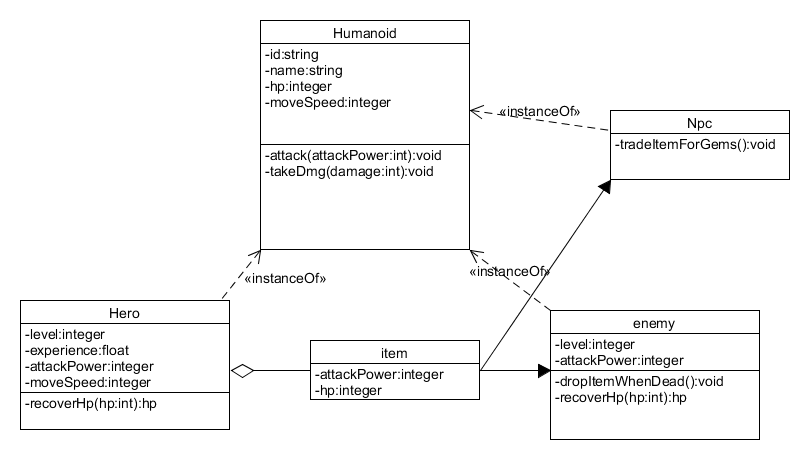 Humanoid
-id:string
-name:string
-hp:integer
-moveSpeed:integer
-attack(attackPower:int):void
-takeDmg(damage:int):void
«instanceOf»
Npc
-tradeItemForGems():void
«instanceOf»
«instanceOf»
Hero
-level:integer
-experience:float
-attackPower:integer
-moveSpeed:integer
-recoverHp(hp:int):hp
item
-attackPower:integer
-hp:integer
enemy
-level:integer
-attackPower:integer
-dropItemWhenDead():void
-recoverHp(hp:int):hp